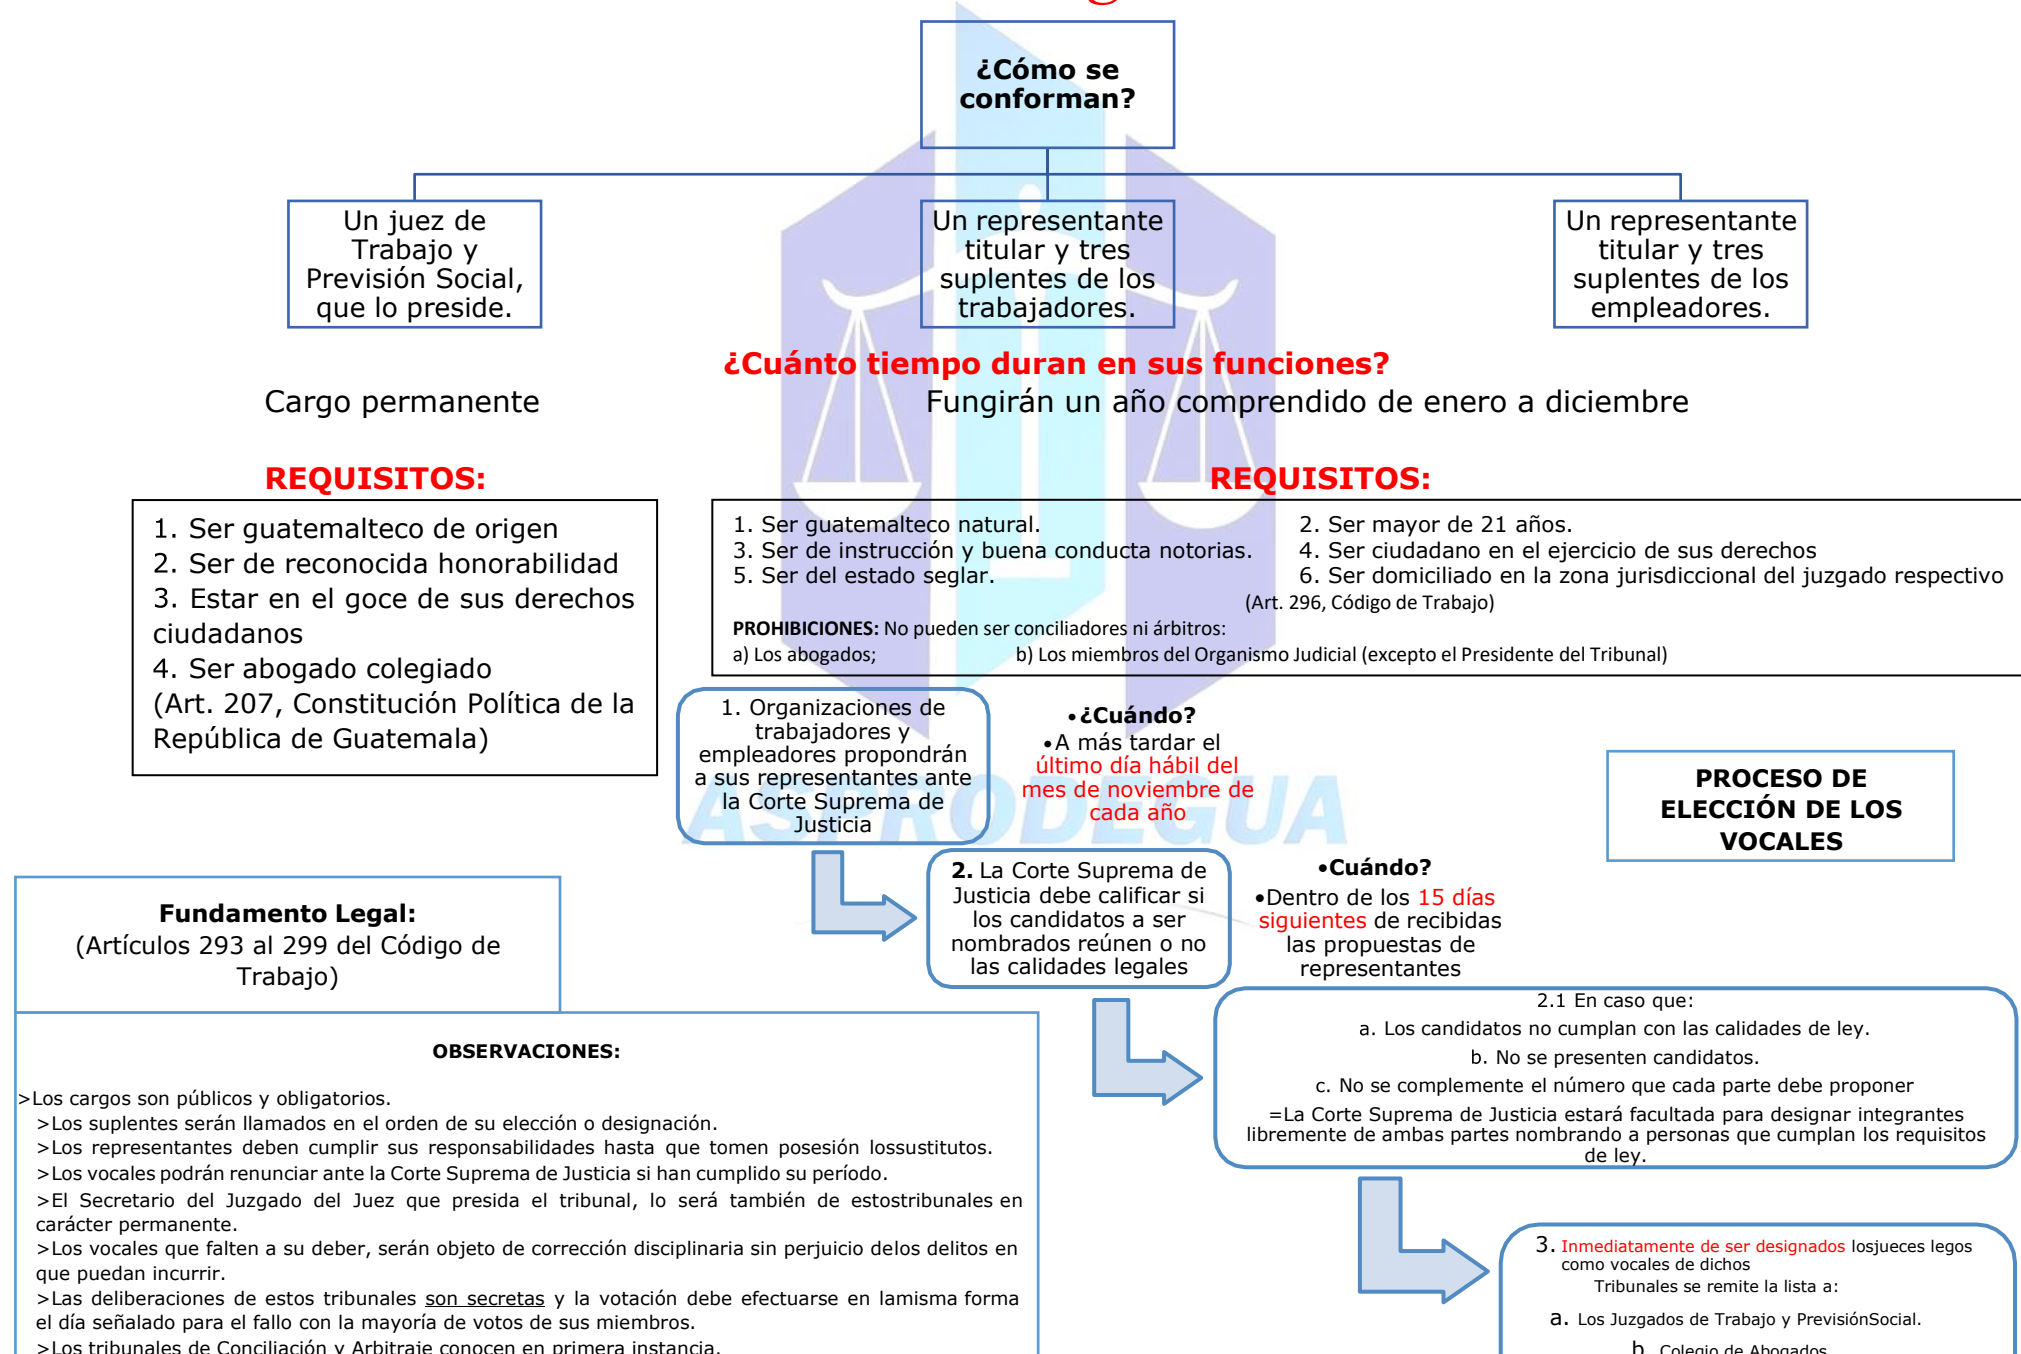 ¿Cómo se
conforman?
Un juez de
Trabajo y
Previsión Social,
que lo preside.
Un representante
titular y tres
suplentes de los
trabajadores.
Un representante
titular y tres
suplentes de los
empleadores.
¿Cuánto tiempo duran en sus funciones?
Cargo permanente
Fungirán un año comprendido de enero a diciembre
REQUISITOS:
1. Ser guatemalteco de origen
2. Ser de reconocida honorabilidad
3. Estar en el goce de sus derechos
ciudadanos
4. Ser abogado colegiado
(Art. 207, Constitución Política de la
República de Guatemala)
REQUISITOS:
1. Ser guatemalteco natural. 2. Ser mayor de 21 años.
3. Ser de instrucción y buena conducta notorias. 4. Ser ciudadano en el ejercicio de sus derechos
5. Ser del estado seglar. 6. Ser domiciliado en la zona jurisdiccional del juzgado respectivo
(Art. 296, Código de Trabajo)
PROHIBICIONES: No pueden ser conciliadores ni árbitros:
a) Los abogados; b) Los miembros del Organismo Judicial (excepto el Presidente del Tribunal)
1. Organizaciones de
trabajadores y
empleadores propondrán
a sus representantes ante
la Corte Suprema de
Justicia
•¿Cuándo?
•A más tardar el
último día hábil del
mes de noviembre de
cada año
ASPRODEGUA
PROCESO DE
ELECCIÓN DE LOS
VOCALES
2. La Corte Suprema de
Justicia debe calificar si
los candidatos a ser
nombrados reúnen o no
las calidades legales
•Cuándo?
•Dentro de los 15 días
siguientes de recibidas
las propuestas de
representantes
2.1 En caso que:
a. Los candidatos no cumplan con las calidades de ley.
b. No se presenten candidatos.
c. No se complemente el número que cada parte debe proponer
=La Corte Suprema de Justicia estará facultada para designar integrantes
libremente de ambas partes nombrando a personas que cumplan los requisitos
de ley.
3. Inmediatamente de ser designados losjueces legos
como vocales de dichos
Tribunales se remite la lista a:
a. Los Juzgados de Trabajo y PrevisiónSocial.
b. Colegio de Abogados
Fundamento Legal:
(Artículos 293 al 299 del Código de
Trabajo)
OBSERVACIONES:
>Los cargos son públicos y obligatorios.
>Los suplentes serán llamados en el orden de su elección o designación.
>Los representantes deben cumplir sus responsabilidades hasta que tomen posesión lossustitutos.
>Los vocales podrán renunciar ante la Corte Suprema de Justicia si han cumplido su período.
>El Secretario del Juzgado del Juez que presida el tribunal, lo será también de estostribunales en
carácter permanente.
>Los vocales que falten a su deber, serán objeto de corrección disciplinaria sin perjuicio delos delitos en
que puedan incurrir.
>Las deliberaciones de estos tribunales son secretas y la votación debe efectuarse en lamisma forma
el día señalado para el fallo con la mayoría de votos de sus miembros.
>Los tribunales de Conciliación y Arbitraje conocen en primera instancia.